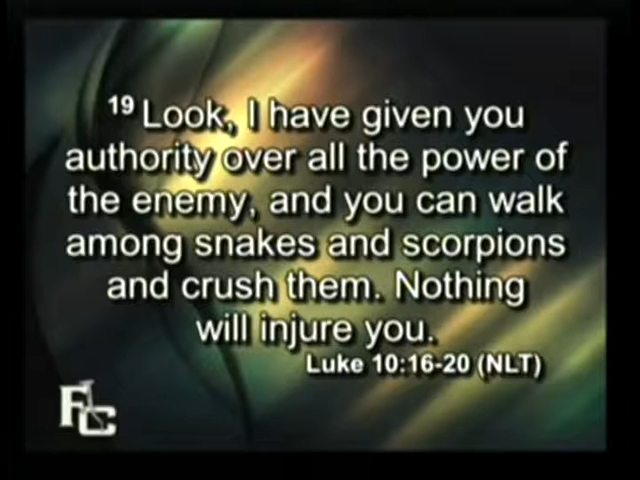 19 Look, I have given you
authority over all the power of
the enemy, and you can walk
among snakes and scorpions
and crush them. Nothing
will injure you.
Luke 10:16-20 (NLT)
FLC